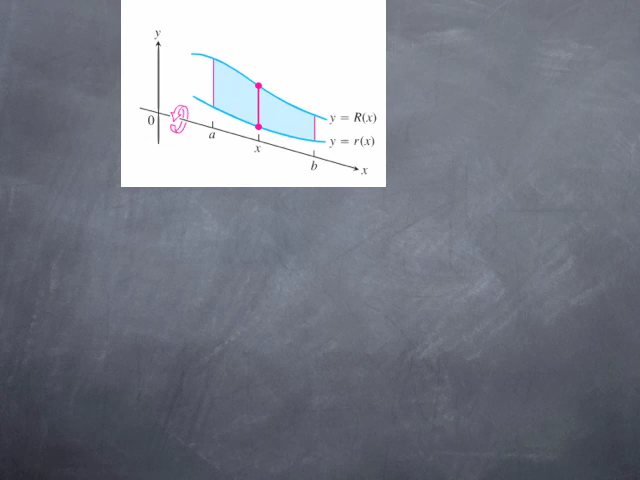 y
0
a
x
b
x
y = R(x)
y = r(x)